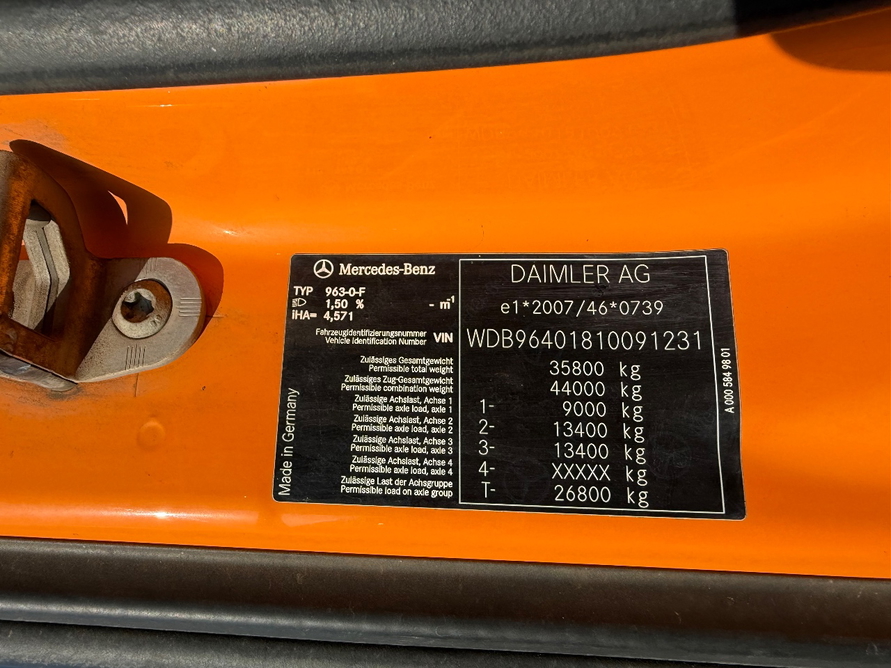 Mercedes-Benz
TYP 963-0-F
1,50 % - m⁻¹
iHA= 4,571
Fahrzeugidentifizierungsnummer
Vehicle Identification Number VIN
Zulässiges Gesamtgewicht
Permissible total weight
Zulässiges Zug-Gesamtgewicht
Permissible combination weight
Zulässige Achslast, Achse 1
Permissible axle load, axle 1
Zulässige Achslast, Achse 2
Permissible axle load, axle 2
Zulässige Achslast, Achse 3
Permissible axle load, axle 3
Zulässige Achslast, Achse 4
Permissible axle load, axle 4
Zulässige Last der Achsgruppe
Permissible load on axle group
Made in Germany
DAIMLER AG
e1*2007/46*0739
WDB96401810091231
35800 kg
44000 kg
1- 9000 kg
2- 13400 kg
3- 13400 kg
4- XXXXX kg
T- 26800 kg
A 000 584 98 01